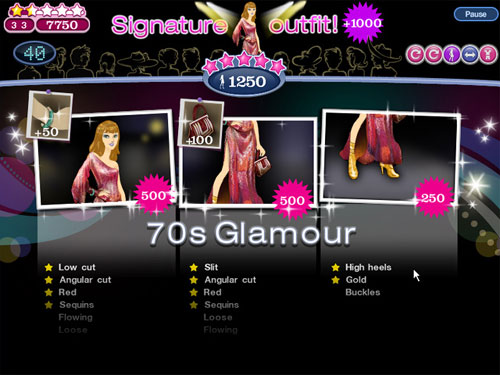 Signature outfit! +1000
Pause
3 3 7750
40
1250
+50
+100
500
500
250
70s Glamour
Low cut
Angular cut
Red
Sequins
Flowing
Loose
Slit
Angular cut
Red
Sequins
Loose
Flowing
High heels
Gold
Buckles